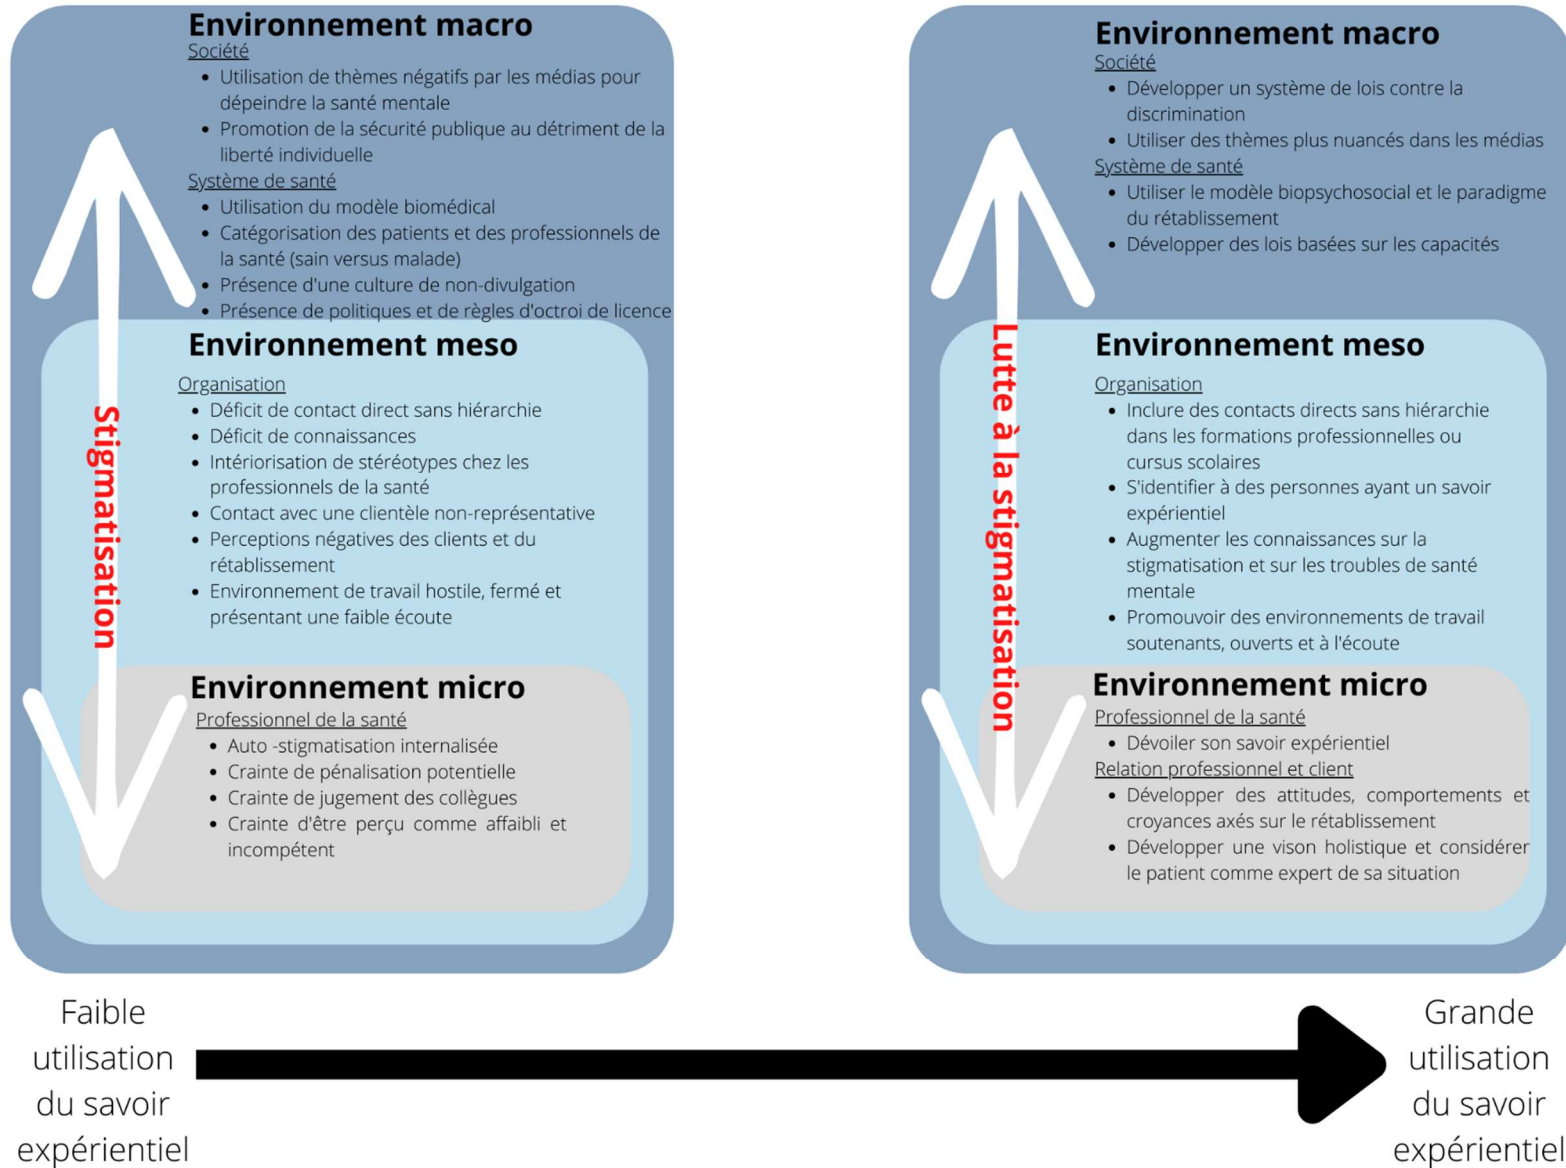 Environnement macro
Société
• Utilisation de thèmes négatifs par les médias pour
dépeindre la santé mentale
• Promotion de la sécurité publique au détriment de la
liberté individuelle
Système de santé
• Utilisation du modèle biomédical
• Catégorisation des patients et des professionnels de
la santé (sain versus malade)
• Présence d'une culture de non-divulgation
• Présence de politiques et de règles d'octroi de licence
Environnement meso
Organisation
• Déficit de contact direct sans hiérarchie
• Déficit de connaissances
• Intériorisation de stéréotypes chez les
professionnels de la santé
• Contact avec une clientèle non-représentative
• Perceptions négatives des clients et du
rétablissement
• Environnement de travail hostile, fermé et
présentant une faible écoute
Environnement micro
Professionnel de la santé
• Auto -stigmatisation internalisée
• Crainte de pénalisation potentielle
• Crainte de jugement des collègues
• Crainte d'être perçu comme affaibli et
incompétent
Stigmatisation
Environnement macro
Société
• Développer un système de lois contre la
discrimination
• Utiliser des thèmes plus nuancés dans les médias
Système de santé
• Utiliser le modèle biopsychosocial et le paradigme
du rétablissement
• Développer des lois basées sur les capacités
Environnement meso
Organisation
• Inclure des contacts directs sans hiérarchie
dans les formations professionnelles ou
cursus scolaires
• S'identifier à des personnes ayant un savoir
expérientiel
• Augmenter les connaissances sur la
stigmatisation et sur les troubles de santé
mentale
• Promouvoir des environnements de travail
soutenants, ouverts et à l'écoute
Environnement micro
Professionnel de la santé
• Dévoiler son savoir expérientiel
Relation professionnel et client
• Développer des attitudes, comportements et
croyances axés sur le rétablissement
• Développer une vison holistique et considérer
le patient comme expert de sa situation
Lutte à la stigmatisation
Faible
utilisation
du savoir
expérientiel
Grande
utilisation
du savoir
expérientiel